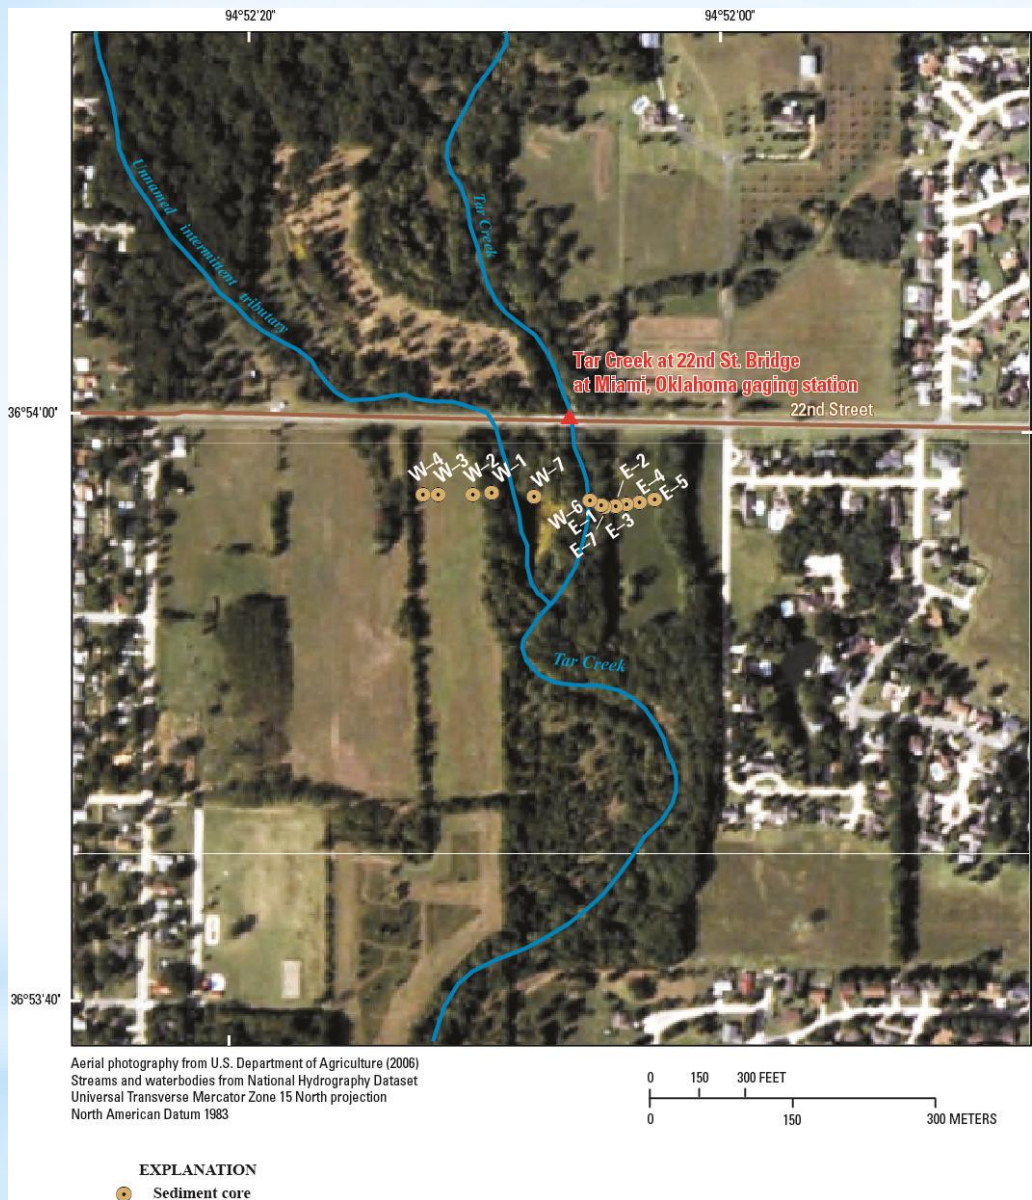 94°52'20"
94°52'00"
Unnamed intermittent tributary
Tar Creek
Tar Creek at 22nd St. Bridge
at Miami, Oklahoma gaging station
36°54'00"
22nd Street
W–4
W–3
W–2
W–1
W–7
W–6
E–1
E–7
E–3
E–2
E–4
E–5
Tar Creek
36°53'40"
Aerial photography from U.S. Department of Agriculture (2006)
Streams and waterbodies from National Hydrography Dataset
Universal Transverse Mercator Zone 15 North projection
North American Datum 1983
0 150 300 FEET
0 150 300 METERS
EXPLANATION
Sediment core